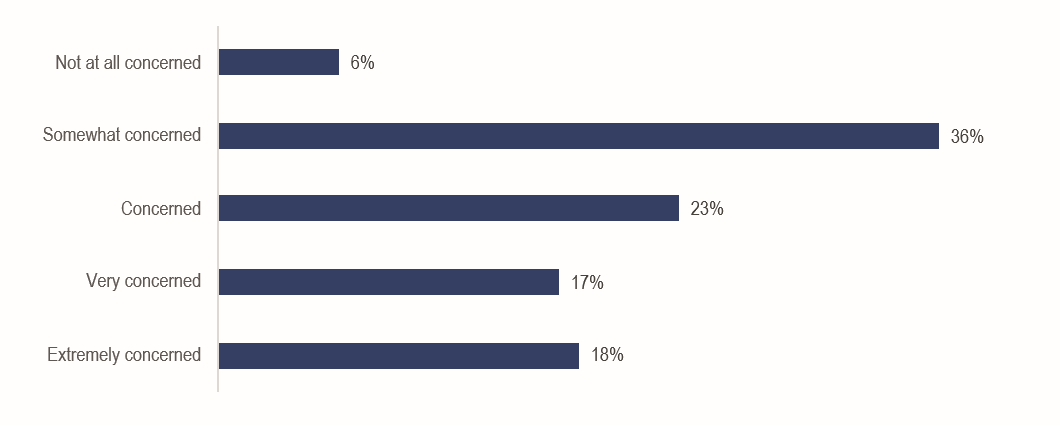 Not at all concerned 6%
Somewhat concerned 36%
Concerned 23%
Very concerned 17%
Extremely concerned 18%